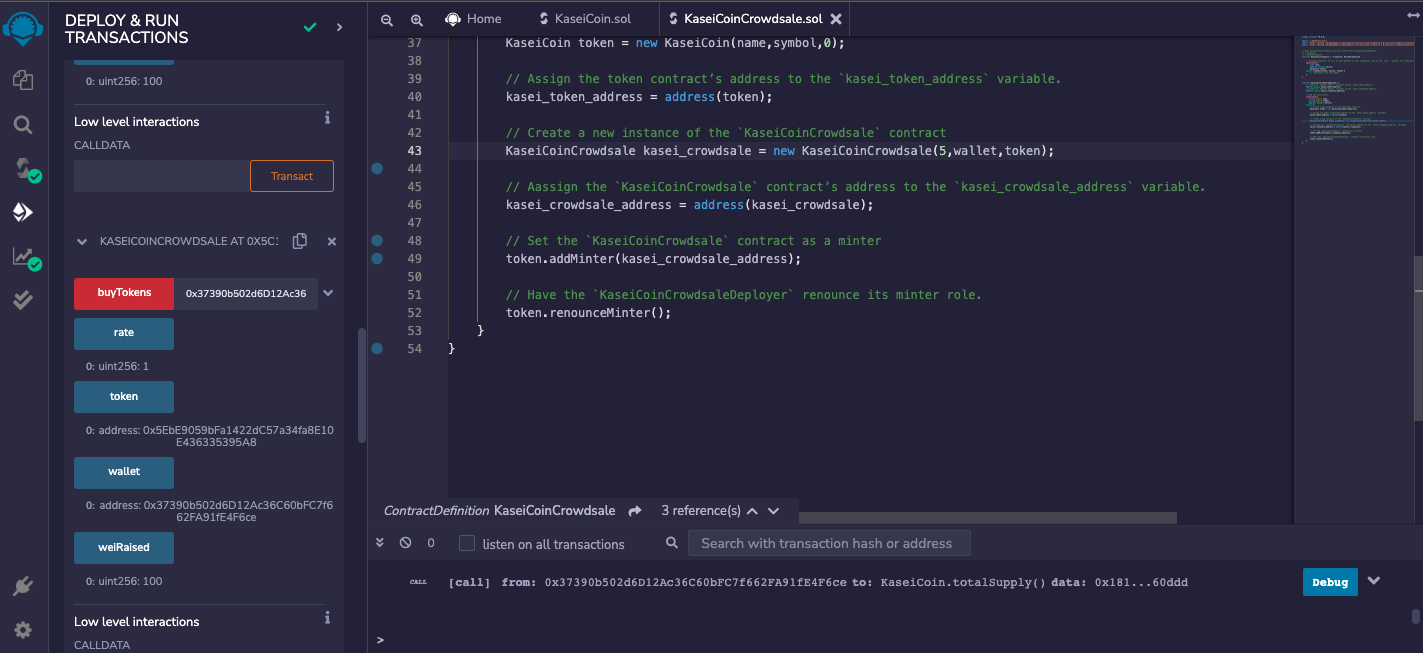 DEPLOY & RUN
TRANSACTIONS
0: uint256: 100
Low level interactions
i
CALLDATA
Transact
KASEICOINCROWDSALE AT 0X5C:
buyTokens
0x37390b502d6D12Ac36
rate
0: uint256: 1
token
0: address: 0x5EbE9059bFa1422dC57a34fa8E10
E436335395A8
wallet
0: address: 0x37390b502d6D12Ac36C60bFC7f6
62FA91fE4F6ce
weiRaised
0: uint256: 100
Low level interactions
i
CALLDATA
Home
KaseiCoin.sol
KaseiCoinCrowdsale.sol
37 KaseiCoin token = new KaseiCoin(name,symbol,0);
38
39 // Assign the token contract’s address to the `kasei_token_address` variable.
40 kasei_token_address = address(token);
41
42 // Create a new instance of the `KaseiCoinCrowdsale` contract
43 KaseiCoinCrowdsale kasei_crowdsale = new KaseiCoinCrowdsale(5,wallet,token);
44
45 // Aassign the `KaseiCoinCrowdsale` contract’s address to the `kasei_crowdsale_address` variable.
46 kasei_crowdsale_address = address(kasei_crowdsale);
47
48 // Set the `KaseiCoinCrowdsale` contract as a minter
49 token.addMinter(kasei_crowdsale_address);
50
51 // Have the `KaseiCoinCrowdsaleDeployer` renounce its minter role.
52 token.renounceMinter();
53 }
54 }
ContractDefinition KaseiCoinCrowdsale 3 reference(s)
0 listen on all transactions Search with transaction hash or address
CALL [call] from: 0x37390b502d6D12Ac36C60bFC7f662FA91fE4F6ce to: KaseiCoin.totalSupply() data: 0x181...60ddd Debug
>